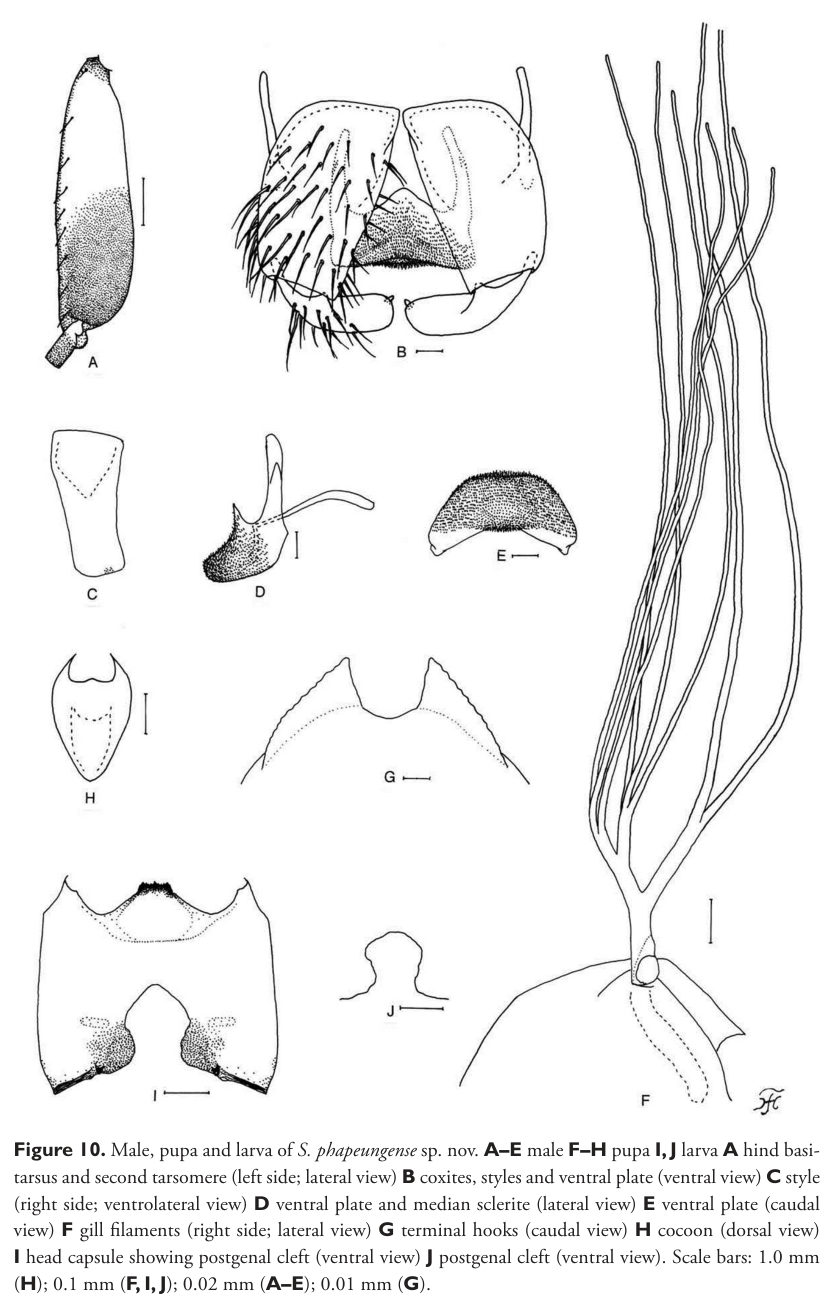 A
B
C
D
E
H
G
I
J
F
Figure 10. Male, pupa and larva of S. phapeungense sp. nov. A–E male F–H pupa I, J larva A hind basi-
tarsus and second tarsomere (left side; lateral view) B coxites, styles and ventral plate (ventral view) C style
(right side; ventrolateral view) D ventral plate and median sclerite (lateral view) E ventral plate (caudal
view) F gill filaments (right side; lateral view) G terminal hooks (caudal view) H cocoon (dorsal view)
I head capsule showing postgenal cleft (ventral view) J postgenal cleft (ventral view). Scale bars: 1.0 mm
(H); 0.1 mm (F, I, J); 0.02 mm (A–E); 0.01 mm (G).